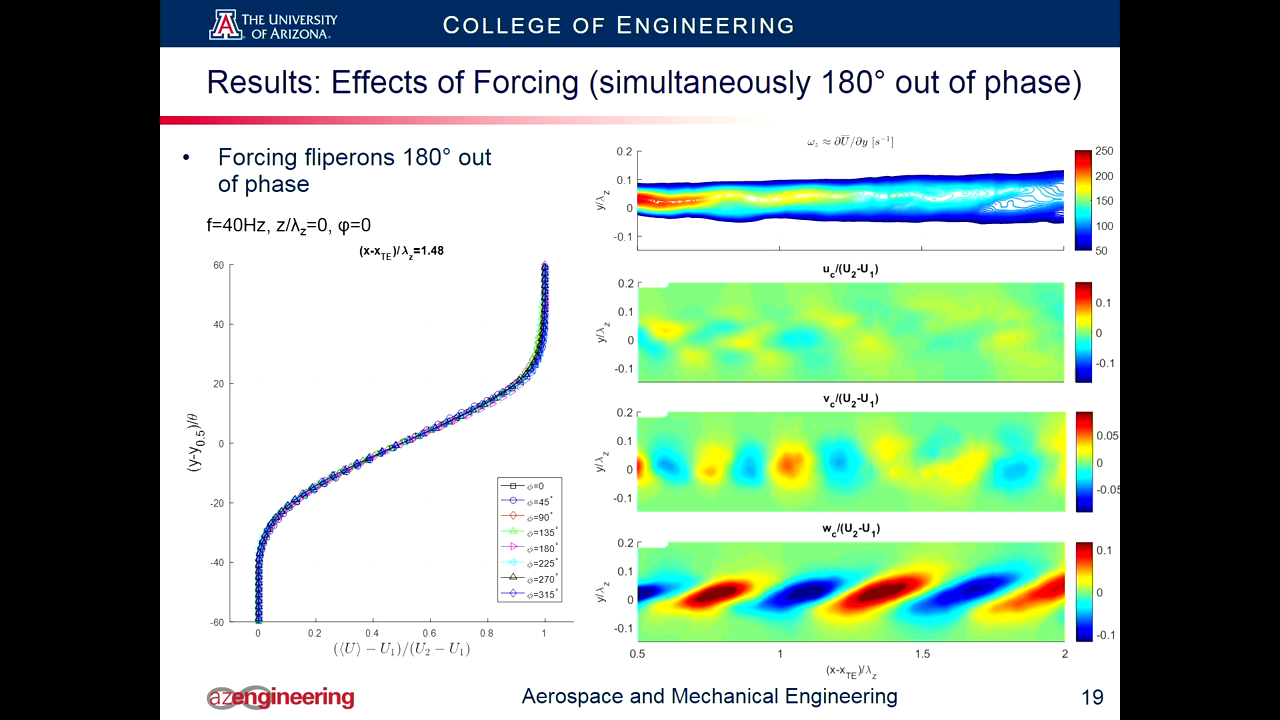 THE UNIVERSITY
OF ARIZONA®
COLLEGE OF ENGINEERING
Results: Effects of Forcing (simultaneously 180° out of phase)
• Forcing fliperons 180° out
of phase
f=40Hz, z/λz=0, φ=0
(x-xTE)/λz=1.48
60
40
20
0
-20
-40
-60
(y-y0.5)/θ
ϕ=0
ϕ=45°
ϕ=90°
ϕ=135°
ϕ=180°
ϕ=225°
ϕ=270°
ϕ=315°
0 0.2 0.4 0.6 0.8 1
(⟨U⟩ − U1)/(U2 − U1)
ωz ≈ ∂U̅/∂y [s⁻¹]
0.2
0.1
0
-0.1
y/λz
250
200
150
100
50
uc/(U2-U1)
0.2
0.1
0
-0.1
y/λz
0.1
0
-0.1
vc/(U2-U1)
0.2
0.1
0
-0.1
y/λz
0.05
0
-0.05
wc/(U2-U1)
0.2
0.1
0
-0.1
y/λz
0.1
0
-0.1
0.5 1 1.5 2
(x-xTE)/λz
azengineering
Aerospace and Mechanical Engineering
19